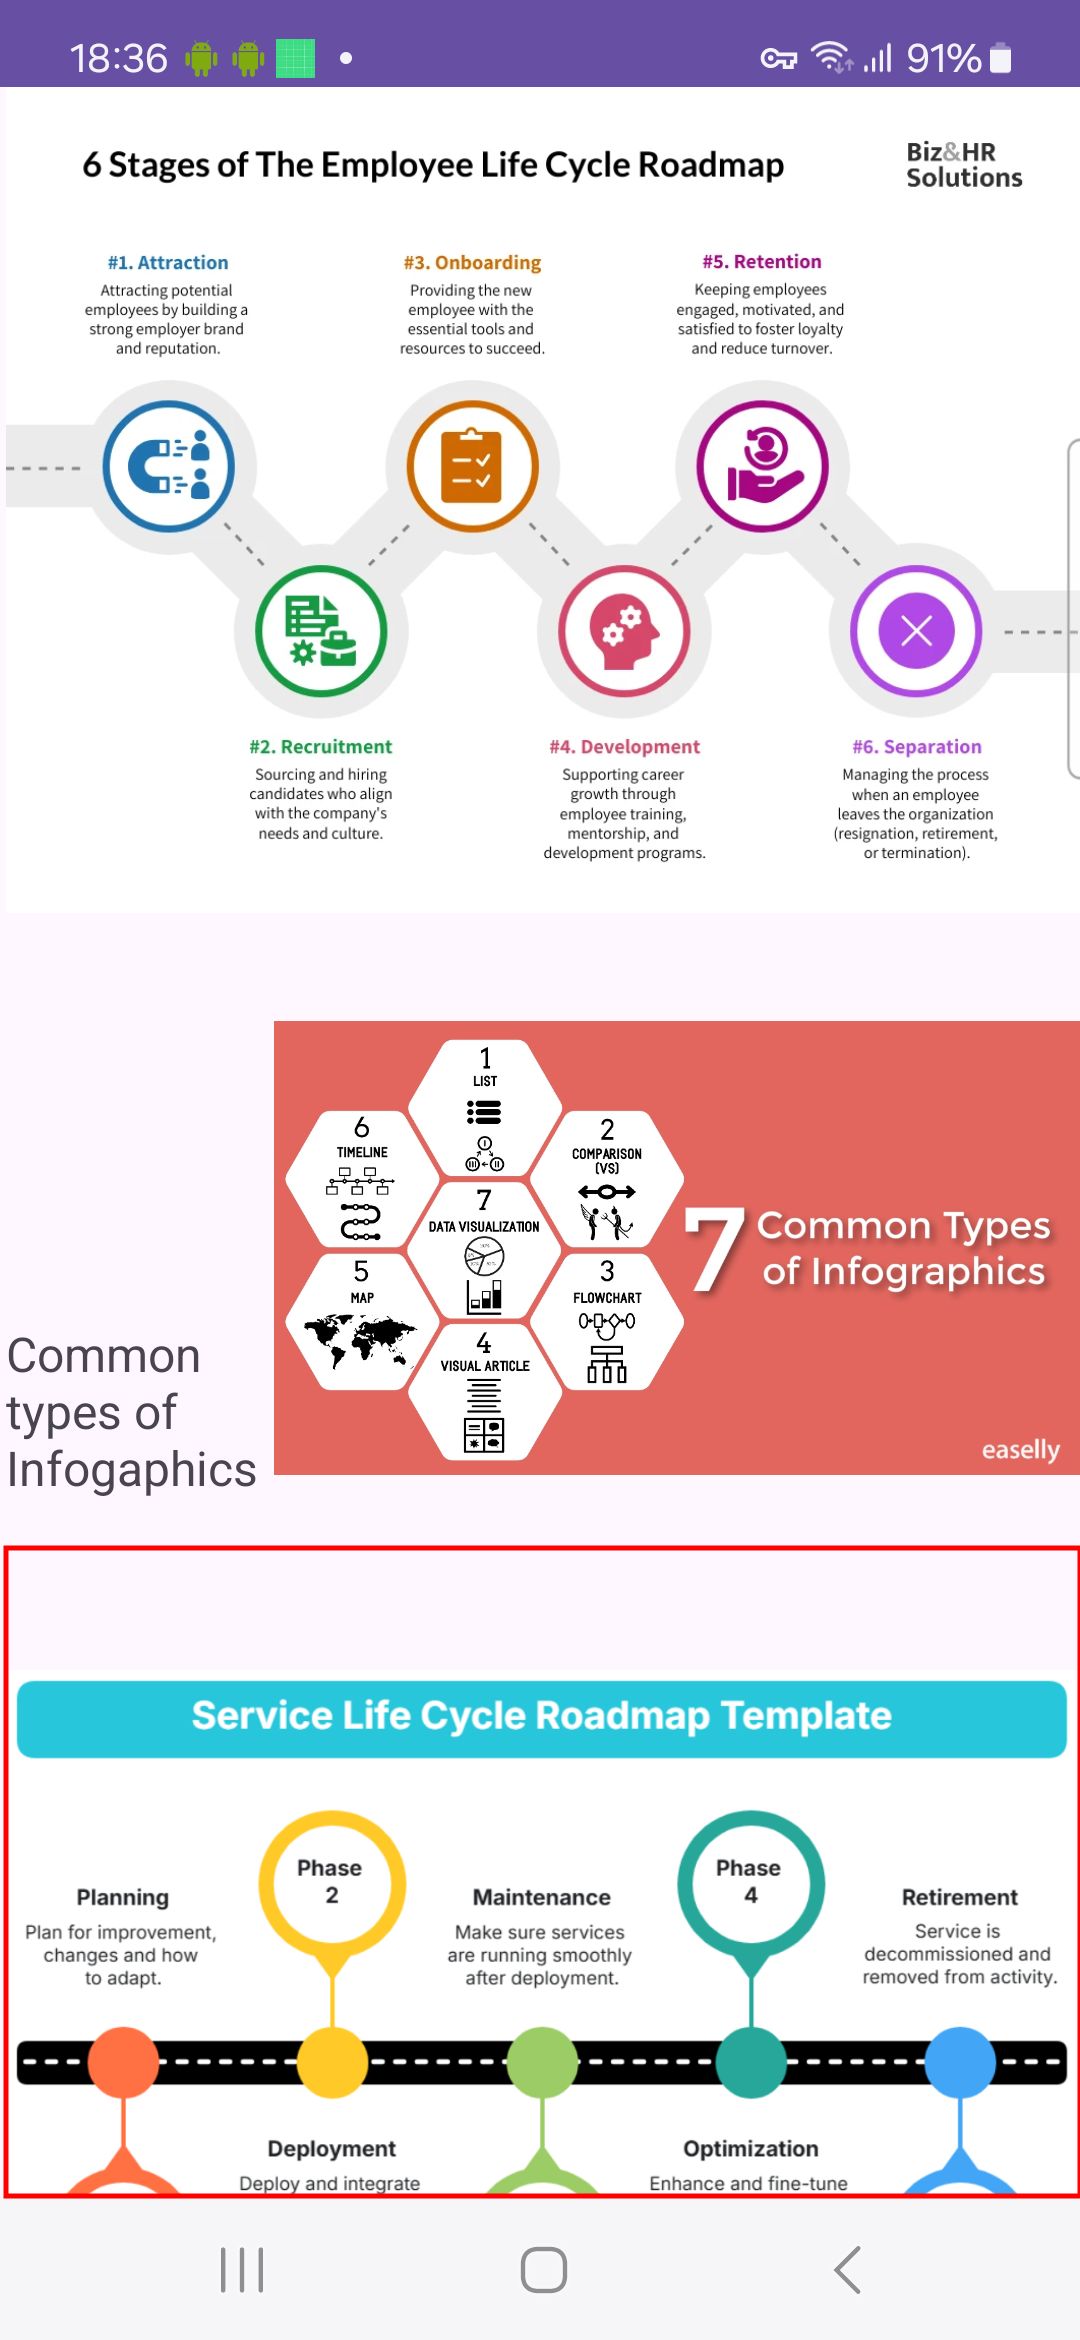 18:36
91%
6 Stages of The Employee Life Cycle Roadmap
Biz&HR
Solutions
#1. Attraction
Attracting potential
employees by building a
strong employer brand
and reputation.
#3. Onboarding
Providing the new
employee with the
essential tools and
resources to succeed.
#5. Retention
Keeping employees
engaged, motivated, and
satisfied to foster loyalty
and reduce turnover.
#2. Recruitment
Sourcing and hiring
candidates who align
with the company's
needs and culture.
#4. Development
Supporting career
growth through
employee training,
mentorship, and
development programs.
#6. Separation
Managing the process
when an employee
leaves the organization
(resignation, retirement,
or termination).
Common
types of
Infogaphics
1
LIST
I
III
II
2
COMPARISON
(VS)
3
FLOWCHART
4
VISUAL ARTICLE
5
MAP
6
TIMELINE
7
DATA VISUALIZATION
7 Common Types
of Infographics
easelly
Service Life Cycle Roadmap Template
Planning
Plan for improvement,
changes and how
to adapt.
Phase
2
Maintenance
Make sure services
are running smoothly
after deployment.
Phase
4
Retirement
Service is
decommissioned and
removed from activity.
Deployment
Deploy and integrate
Optimization
Enhance and fine-tune